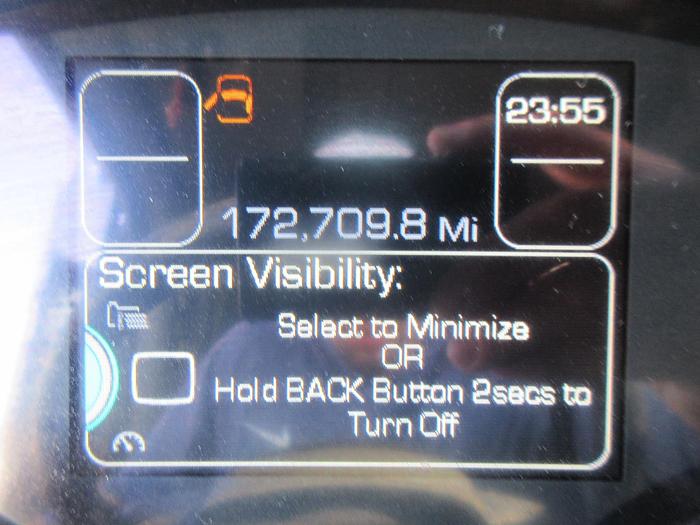 23:55
172,709.8 Mi
Screen Visibility:
Select to Minimize
OR
Hold BACK Button 2secs to
Turn Off